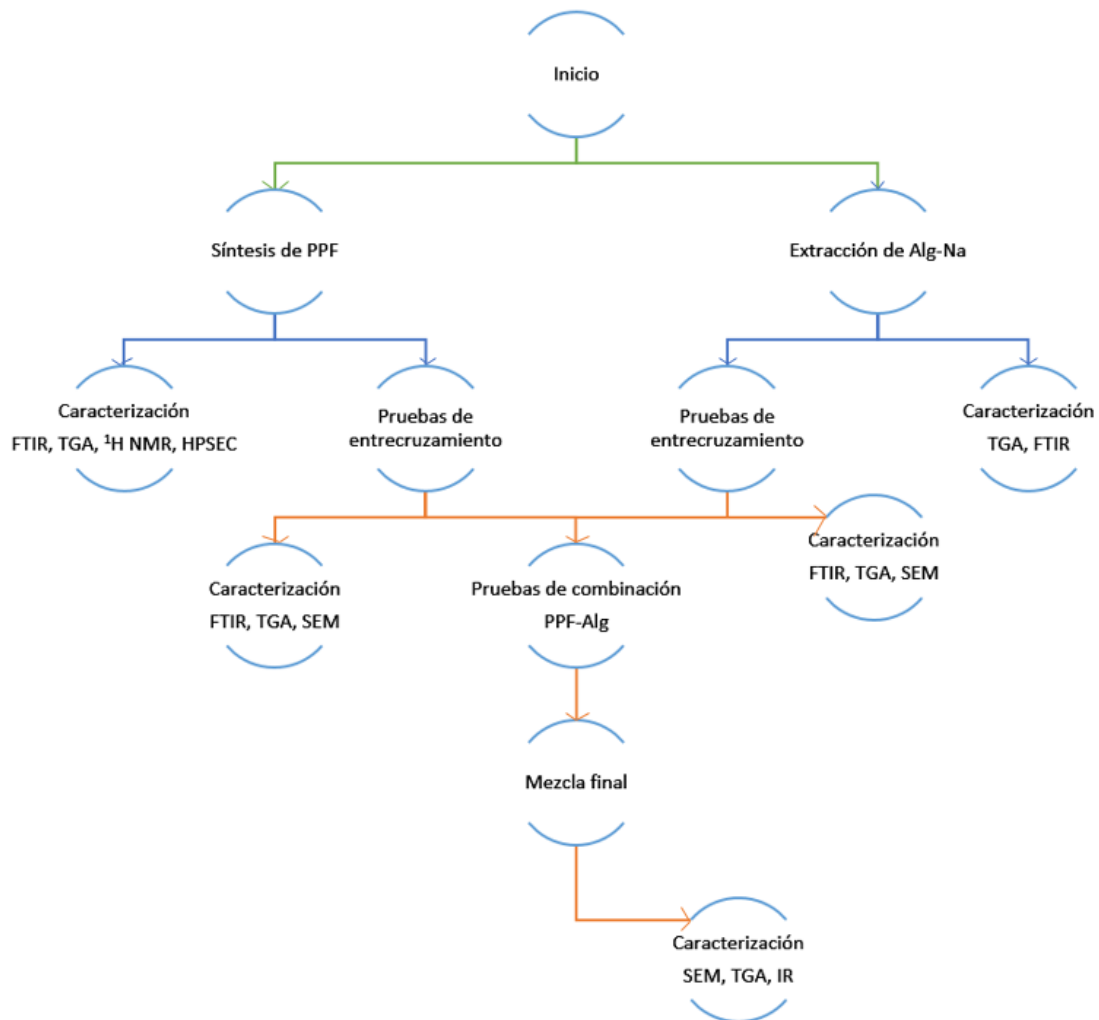 Inicio
Síntesis de PPF
Extracción de Alg-Na
Caracterización
FTIR, TGA, ¹H NMR, HPSEC
Pruebas de
entrecruzamiento
Pruebas de
entrecruzamiento
Caracterización
TGA, FTIR
Caracterización
FTIR, TGA, SEM
Pruebas de combinación
PPF-Alg
Caracterización
FTIR, TGA, SEM
Mezcla final
Caracterización
SEM, TGA, IR